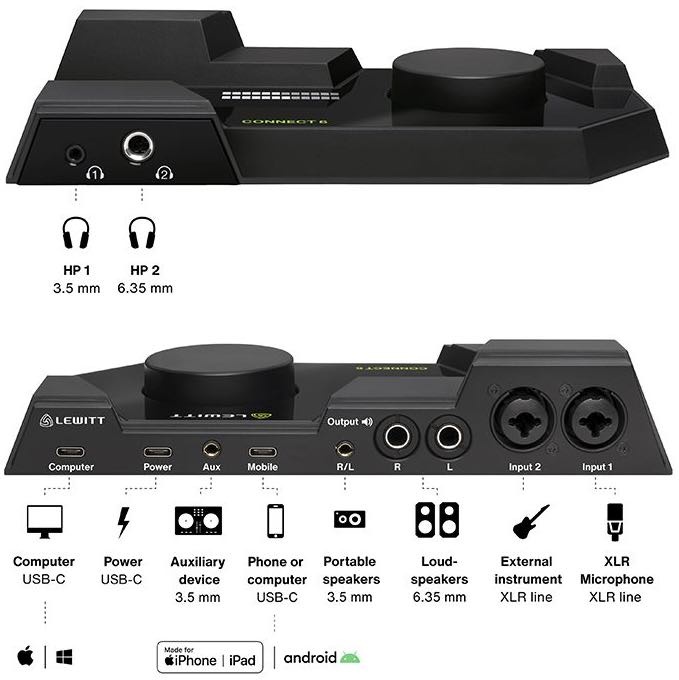 CONNECT 6
1
2
HP 1
3.5 mm
HP 2
6.35 mm
CONNECT 6
LEWITT
LEWITT
Output
Computer
Power
Aux
Mobile
R/L
R
L
Input 2
Input 1
Computer
USB-C
Power
USB-C
Auxiliary
device
3.5 mm
Phone or
computer
USB-C
Portable
speakers
3.5 mm
Loud-
speakers
6.35 mm
External
instrument
XLR line
XLR
Microphone
XLR line
Made for
iPhone | iPad
android